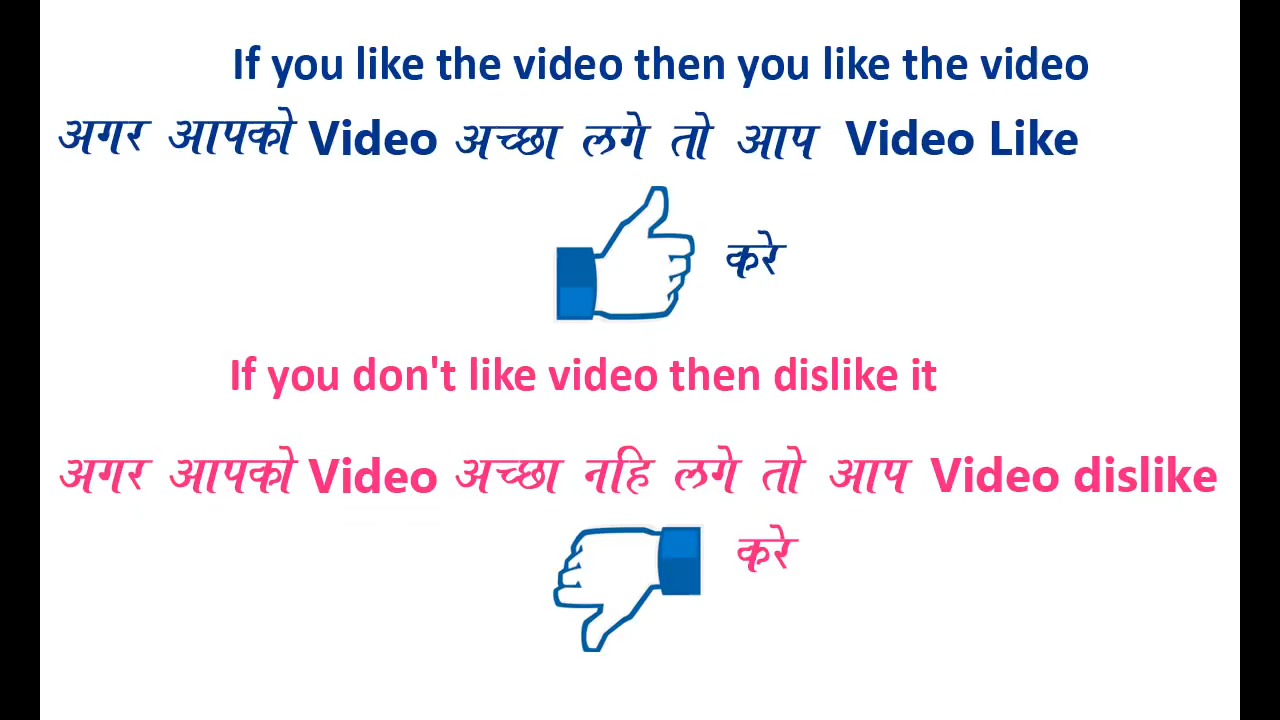 If you like the video then you like the video
अगर आपको Video अच्छा लगे तो आप Video Like
करे
If you don't like video then dislike it
अगर आपको Video अच्छा नहि लगे तो आप Video dislike
करे